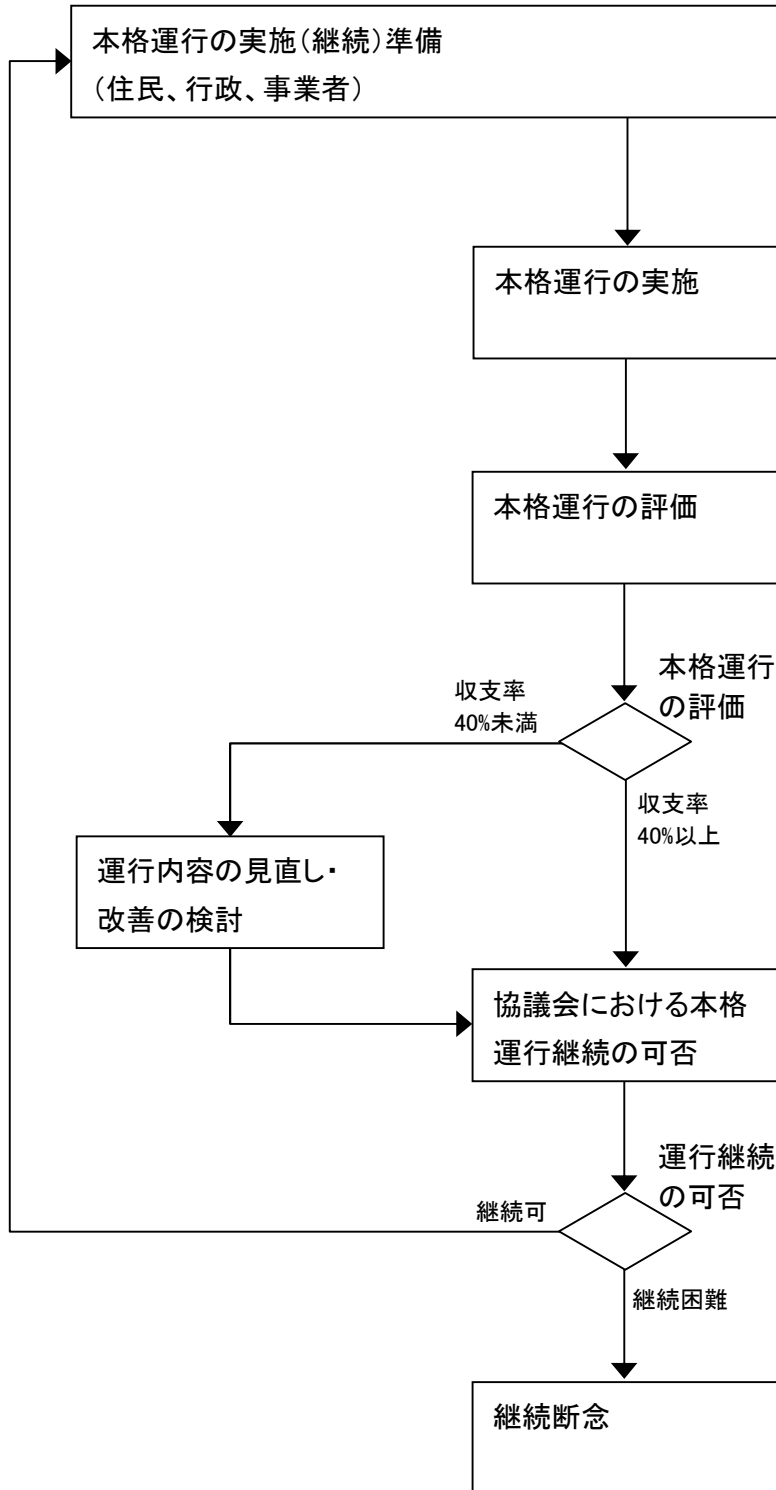 本格運行の実施(継続)準備
(住民、行政、事業者)
本格運行の実施
本格運行の評価
本格運行
の評価
収支率
40%未満
収支率
40%以上
運行内容の見直し・
改善の検討
協議会における本格
運行継続の可否
運行継続
の可否
継続可
継続困難
継続断念